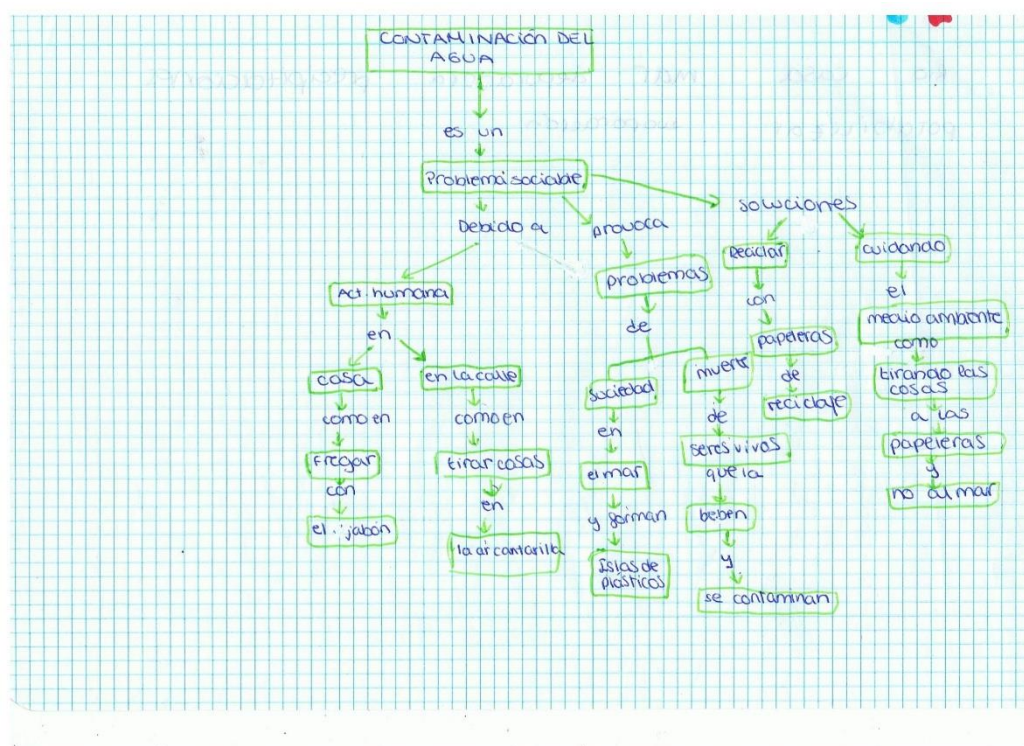 CONTAMINACIÓN DEL
AGUA
es un
Problema sociable
Debido a
provoca
soluciones
Act. humana
en
casa
como en
fregar
con
el jabón
en la calle
como en
tirar cosas
en
la arcantarilla
problemas
de
suciedad
en
el mar
y forman
Islas de
plásticos
muerte
de
seres vivos
que la
beben
y
se contaminan
Reciclar
con
papeleras
de
reciclaje
cuidando
el
medio ambiente
como
tirando las
cosas
a las
papeleras
y
no al mar